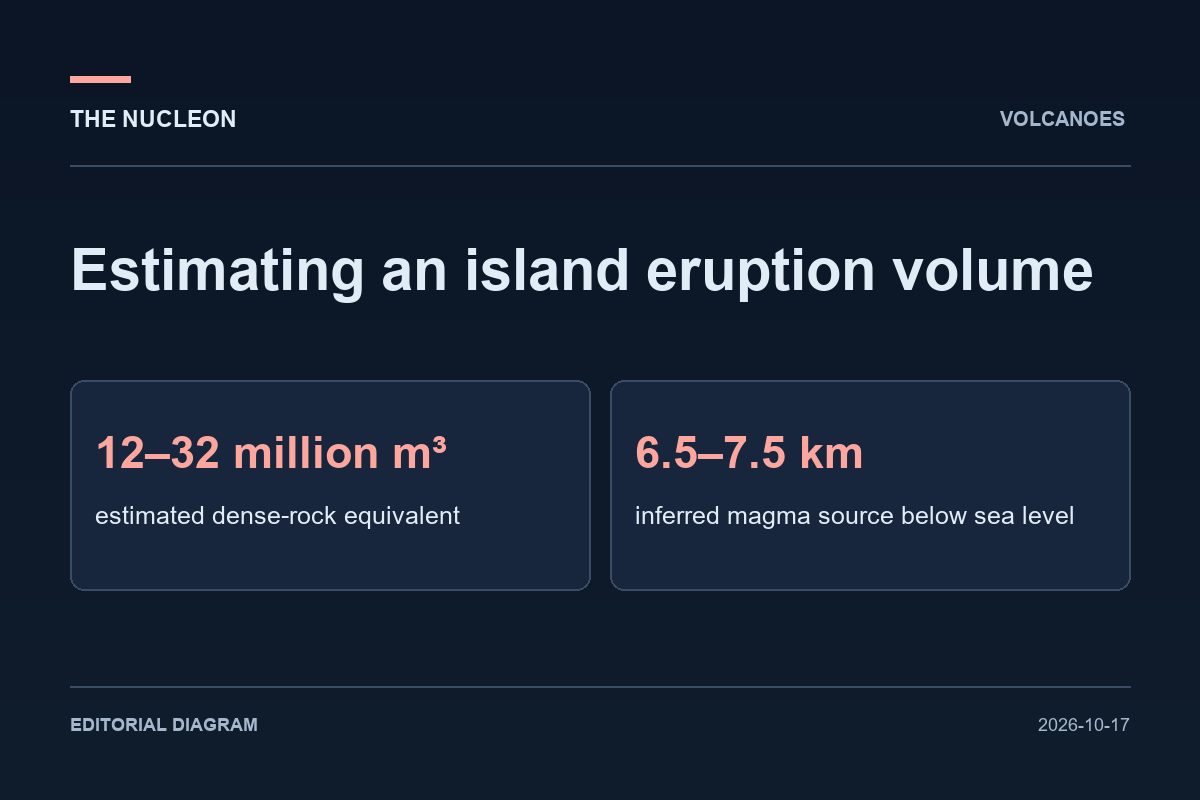 THE NUCLEON
VOLCANOES
Estimating an island eruption volume
12–32 million m³
estimated dense-rock equivalent
6.5–7.5 km
inferred magma source below sea level
EDITORIAL DIAGRAM
2026-10-17